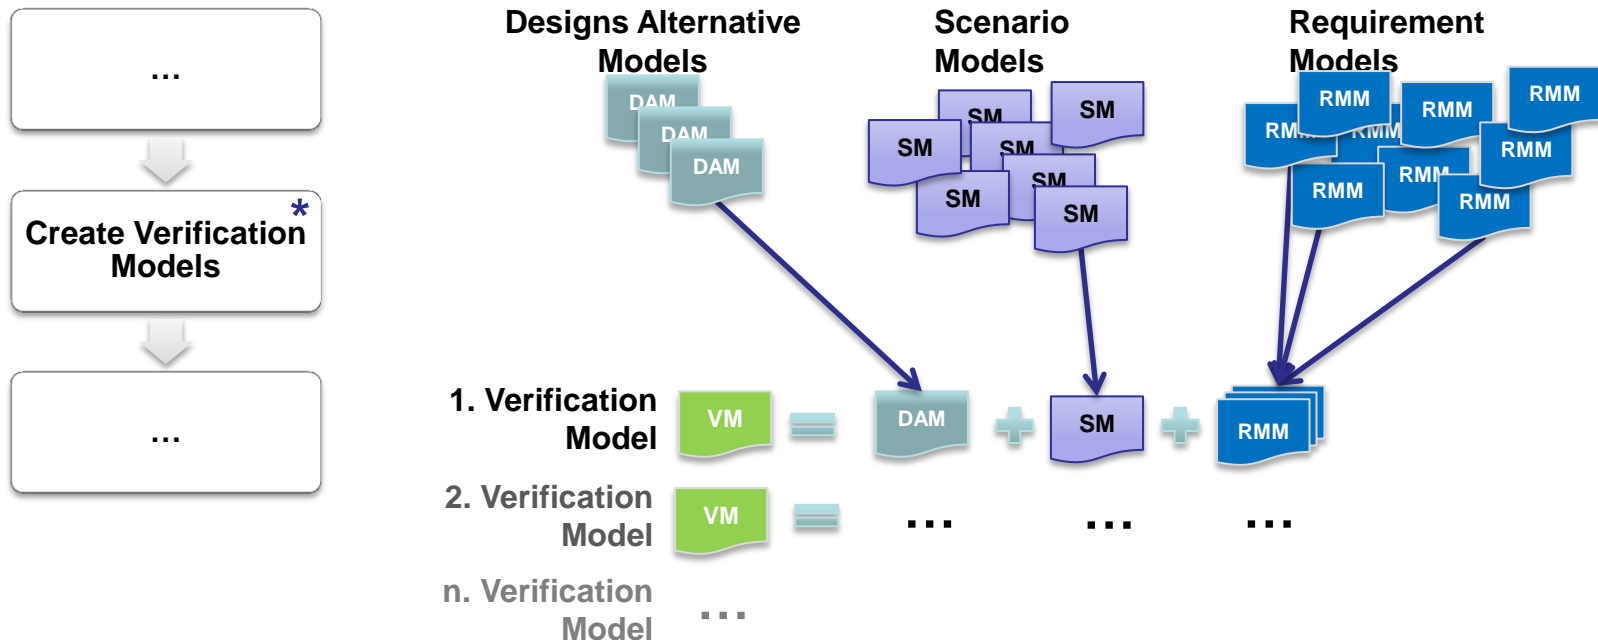 ...
*
Create Verification
Models
...
Designs Alternative
Models
Scenario
Models
Requirement
Models
DAM
DAM
DAM
SM
SM
SM
SM
SM
SM
SM
RMM
RMM
RMM
RMM
RMM
RMM
RMM
RMM
RMM
1. Verification
Model
VM
DAM
SM
RMM
2. Verification
Model
VM
...
...
...
n. Verification
Model
...